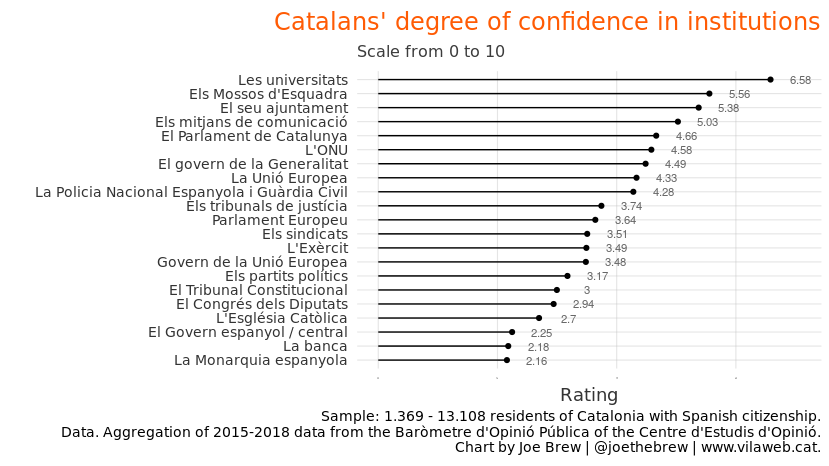 Catalans' degree of confidence in institutions
Scale from 0 to 10
Les universitats 6.58
Els Mossos d'Esquadra 5.56
El seu ajuntament 5.38
Els mitjans de comunicació 5.03
El Parlament de Catalunya 4.66
L'ONU 4.58
El govern de la Generalitat 4.49
La Unió Europea 4.33
La Policia Nacional Espanyola i Guàrdia Civil 4.28
Els tribunals de justícia 3.74
Parlament Europeu 3.64
Els sindicats 3.51
L'Exèrcit 3.49
Govern de la Unió Europea 3.48
Els partits polítics 3.17
El Tribunal Constitucional 3
El Congrés dels Diputats 2.94
L'Església Catòlica 2.7
El Govern espanyol / central 2.25
La banca 2.18
La Monarquia espanyola 2.16
Rating
Sample: 1.369 - 13.108 residents of Catalonia with Spanish citizenship.
Data. Aggregation of 2015-2018 data from the Baròmetre d'Opinió Pública of the Centre d'Estudis d'Opinió.
Chart by Joe Brew | @joethebrew | www.vilaweb.cat.